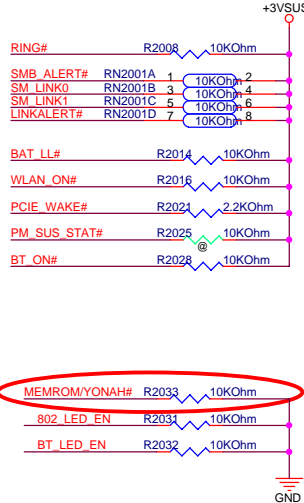 +3VSUS
RING# R2008 10KOhm
SMB_ALERT# RN2001A 1 10KOhm 2
SM_LINK0 RN2001B 3 10KOhm 4
SM_LINK1 RN2001C 5 10KOhm 6
LINKALERT# RN2001D 7 10KOhm 8
BAT_LL# R2014 10KOhm
WLAN_ON# R2016 10KOhm
PCIE_WAKE# R2021 2.2KOhm
PM_SUS_STAT# R2025 10KOhm
@
BT_ON# R2028 10KOhm
MEMROM/YONAH# R2033 10KOhm
802_LED_EN R2031 10KOhm
BT_LED_EN R2032 10KOhm
GND